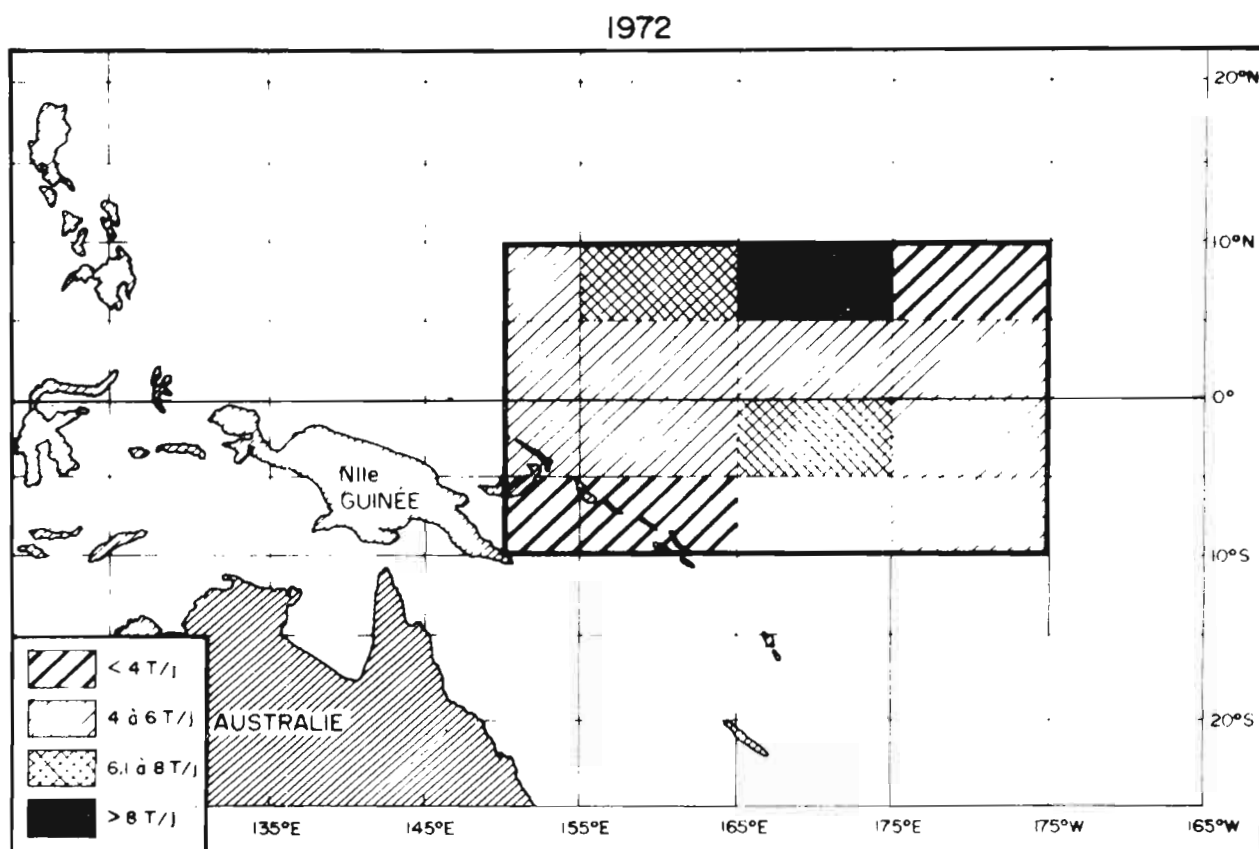 1972
20°N
10°N
0°
NIle
GUINÉE
10°S
< 4 T/j
4 à 6 T/j
AUSTRALIE
20°S
6,1 à 8 T/j
> 8 T/j
135°E
145°E
155°E
165°E
175°E
175°W
165°W